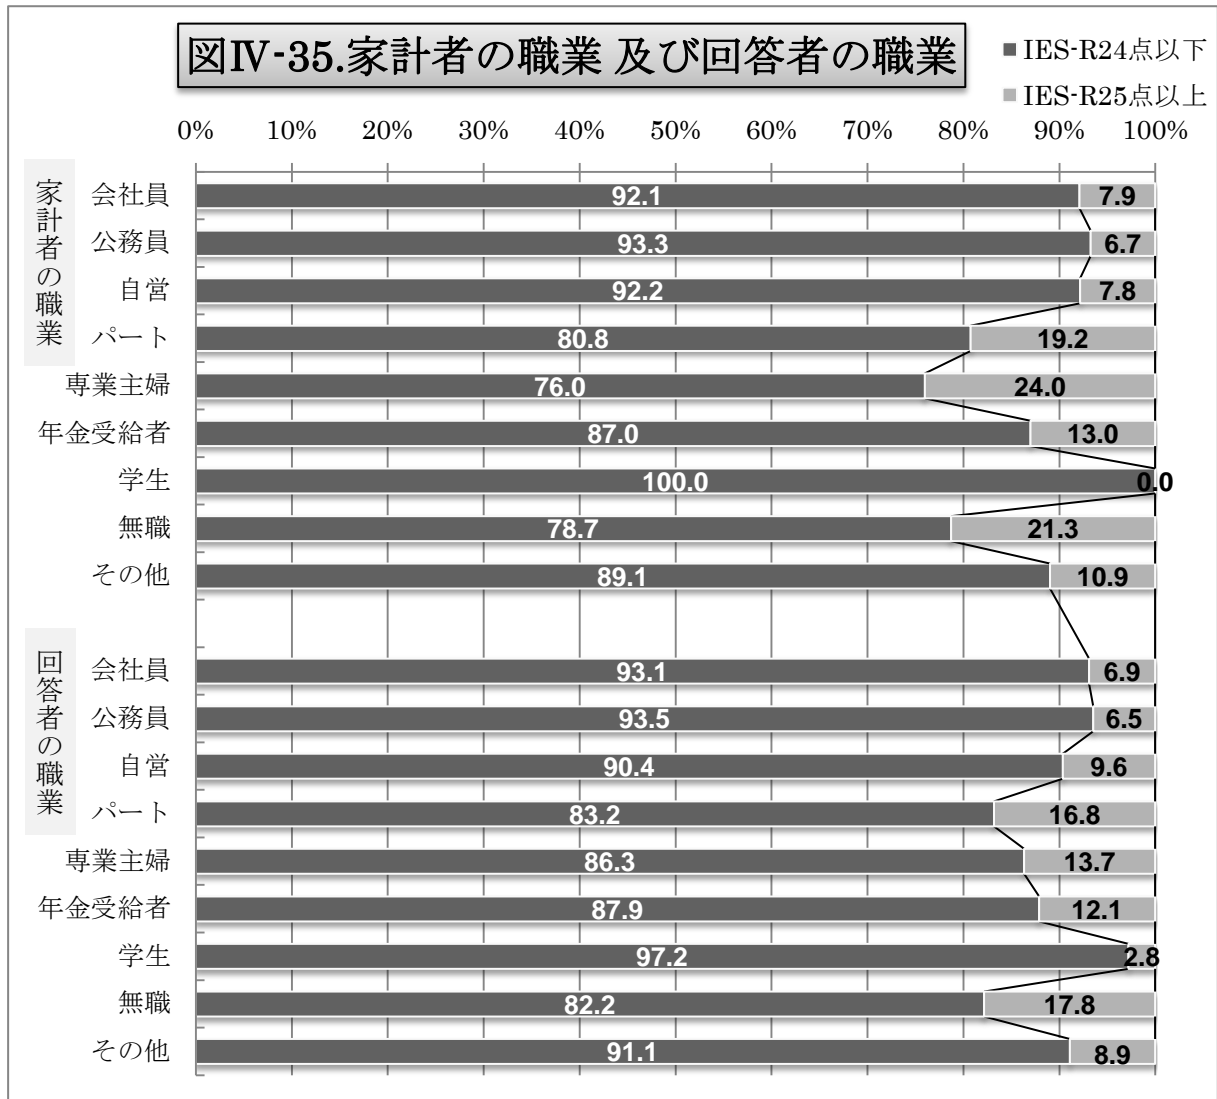 図Ⅳ-35.家計者の職業 及び回答者の職業
IES-R24点以下
IES-R25点以上
0% 10% 20% 30% 40% 50% 60% 70% 80% 90% 100%
家計者の職業
会社員 92.1 7.9
公務員 93.3 6.7
自営 92.2 7.8
パート 80.8 19.2
専業主婦 76.0 24.0
年金受給者 87.0 13.0
学生 100.0 0.0
無職 78.7 21.3
その他 89.1 10.9
回答者の職業
会社員 93.1 6.9
公務員 93.5 6.5
自営 90.4 9.6
パート 83.2 16.8
専業主婦 86.3 13.7
年金受給者 87.9 12.1
学生 97.2 2.8
無職 82.2 17.8
その他 91.1 8.9